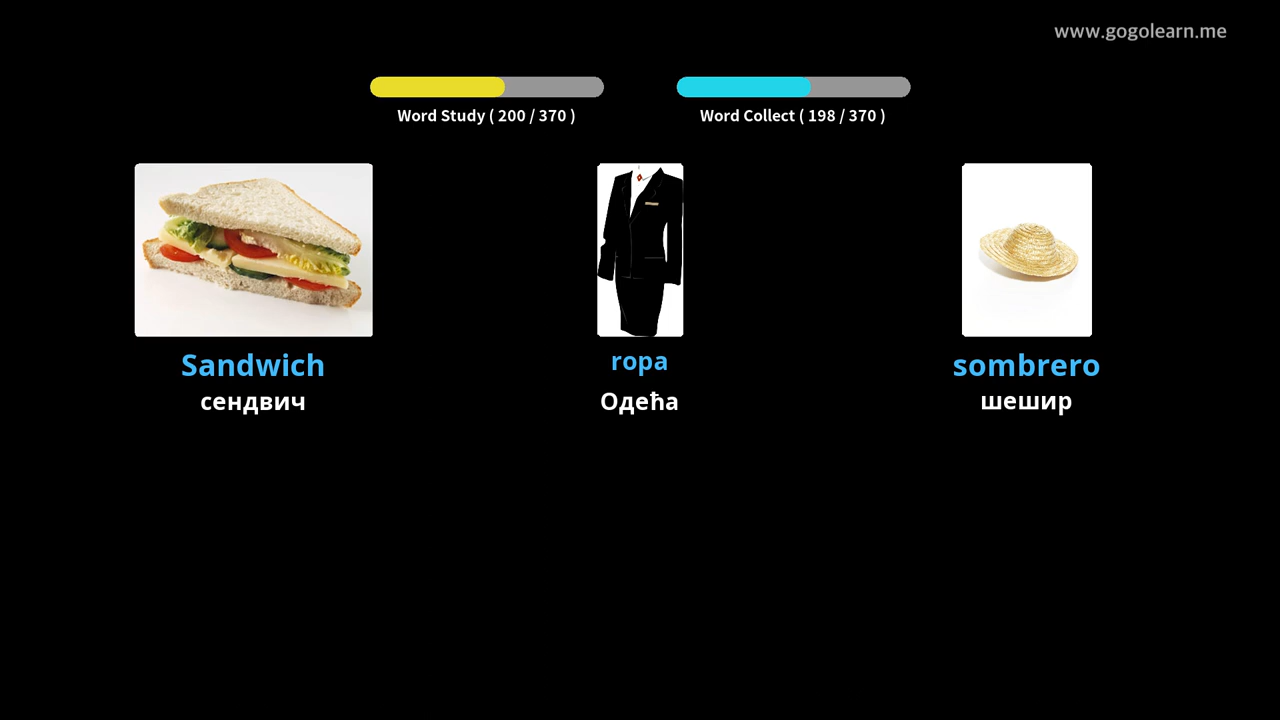 www.gogolearn.me
Word Study ( 200 / 370 )
Word Collect ( 198 / 370 )
Sandwich
сендвич
ropa
Одећа
sombrero
шешир